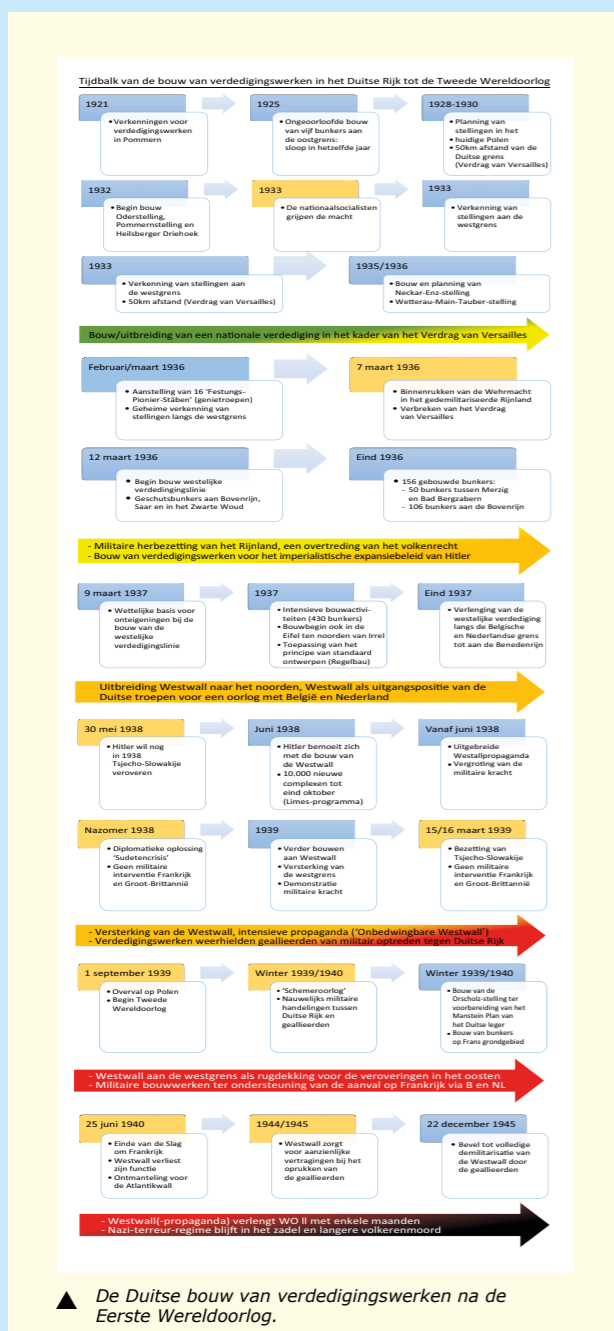 Tijdbalk van de bouw van verdedigingswerken in het Duitse Rijk tot de Tweede Wereldoorlog
1921
• Verkenningen voor
verdedigingswerken
in Pommern
1925
• Ongeoorloofde bouw
van vijf bunkers aan
de oostgrens:
sloop in hetzelfde jaar
1928-1930
• Planning van
stellingen in het
• huidige Polen
• 50km afstand van de
Duitse grens
(Verdrag van Versailles)
1932
• Begin bouw
Oderstelling,
Pommernstelling en
Heilsberger Driehoek
1933
• De nationaalsocialisten
grijpen de macht
1933
• Verkenning van
stellingen aan de
westgrens
1933
• Verkenning van stellingen aan
de westgrens
• 50km afstand (Verdrag van Versailles)
1935/1936
• Bouw en planning van
Neckar-Enz-stelling
• Wetterau-Main-Tauber-stelling
Bouw/uitbreiding van een nationale verdediging in het kader van het Verdrag van Versailles
Februari/maart 1936
• Aanstelling van 16 ‘Festungs-
Pionier-Stäben’ (genietroepen)
• Geheime verkenning van
stellingen langs de westgrens
7 maart 1936
• Binnenrukken van de Wehrmacht
in het gedemilitariseerde Rijnland
• Verbreken van het Verdrag
van Versailles
12 maart 1936
• Begin bouw westelijke
verdedigingslinie
• Geschutsbunkers aan Bovenrijn,
Saar en in het Zwarte Woud
Eind 1936
• 156 gebouwde bunkers:
– 50 bunkers tussen Merzig
en Bad Bergzabern
– 106 bunkers aan de Bovenrijn
- Militaire herbezetting van het Rijnland, een overtreding van het volkenrecht
- Bouw van verdedigingswerken voor het imperialistische expansiebeleid van Hitler
9 maart 1937
• Wettelijke basis voor
onteigeningen bij de
bouw van de
westelijke
verdedigingslinie
1937
• Intensieve bouwactivi-
teiten (430 bunkers)
• Bouwbegin ook in de
Eifel ten noorden van Irrel
• Toepassing van het
principe van standaard
ontwerpen (Regelbau)
Eind 1937
• Verlenging van de
westelijke verdediging
langs de Belgische
en Nederlandse grens
tot aan de Benedenrijn
Uitbreiding Westwall naar het noorden, Westwall als uitgangspositie van de
Duitse troepen voor een oorlog met België en Nederland
30 mei 1938
• Hitler wil nog
in 1938
Tsjecho-Slowakije
veroveren
Juni 1938
• Hitler bemoeit zich
met de bouw van
de Westwall
• 10.000 nieuwe
complexen tot
eind oktober
(Limes-programma)
Vanaf juni 1938
• Uitgebreide
Westallpropaganda
• Vergroting van de
militaire kracht
Nazomer 1938
• Diplomatieke oplossing
‘Sudetencrisis’
• Geen militaire
interventie Frankrijk
en Groot-Brittannië
1939
• Verder bouwen
aan Westwall
• Versterking van
de westgrens
• Demonstratie
militaire kracht
15/16 maart 1939
• Bezetting van
Tsjecho-Slowakije
• Geen militaire
interventie Frankrijk
en Groot-Brittannië
- Versterking van de Westwall, intensieve propaganda (‘Onbedwingbare Westwall’)
- Verdedigingswerken weerhielden geallieerden van militair optreden tegen Duitse Rijk
1 september 1939
• Overval op Polen
• Begin Tweede
Wereldoorlog
Winter 1939/1940
• ‘Schemeroorlog’
• Nauwelijks militaire
handelingen tussen
Duitse Rijk en
geallieerden
Winter 1939/1940
• Bouw van de
Orscholz-stelling ter
voorbereiding van het
Manstein Plan van
het Duitse leger
• Bouw van bunkers
op Frans grondgebied
- Westwall aan de westgrens als rugdekking voor de veroveringen in het oosten
- Militaire bouwwerken ter ondersteuning van de aanval op Frankrijk via B en NL
25 juni 1940
• Einde van de Slag
om Frankrijk
• Westwall verliest
zijn functie
• Ontmanteling voor
de Atlantikwall
1944/1945
• Westwall zorgt
voor aanzienlijke
vertragingen bij het
oprukken van
de geallieerden
22 december 1945
• Bevel tot volledige
demilitarisatie van
de Westwall door
de geallieerden
- Westwall(-propaganda) verlengt WO II met enkele maanden
- Nazi-terreur-regime blijft in het zadel en langere volkerenmoord
De Duitse bouw van verdedigingswerken na de
Eerste Wereldoorlog.